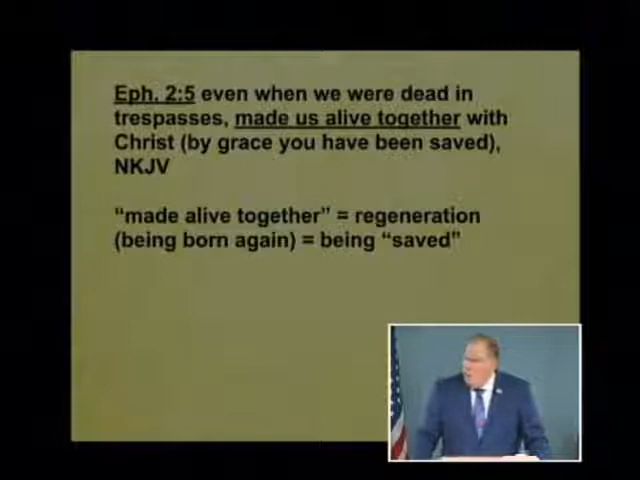 Eph. 2:5 even when we were dead in
trespasses, made us alive together with
Christ (by grace you have been saved),
NKJV
“made alive together” = regeneration
(being born again) = being “saved”